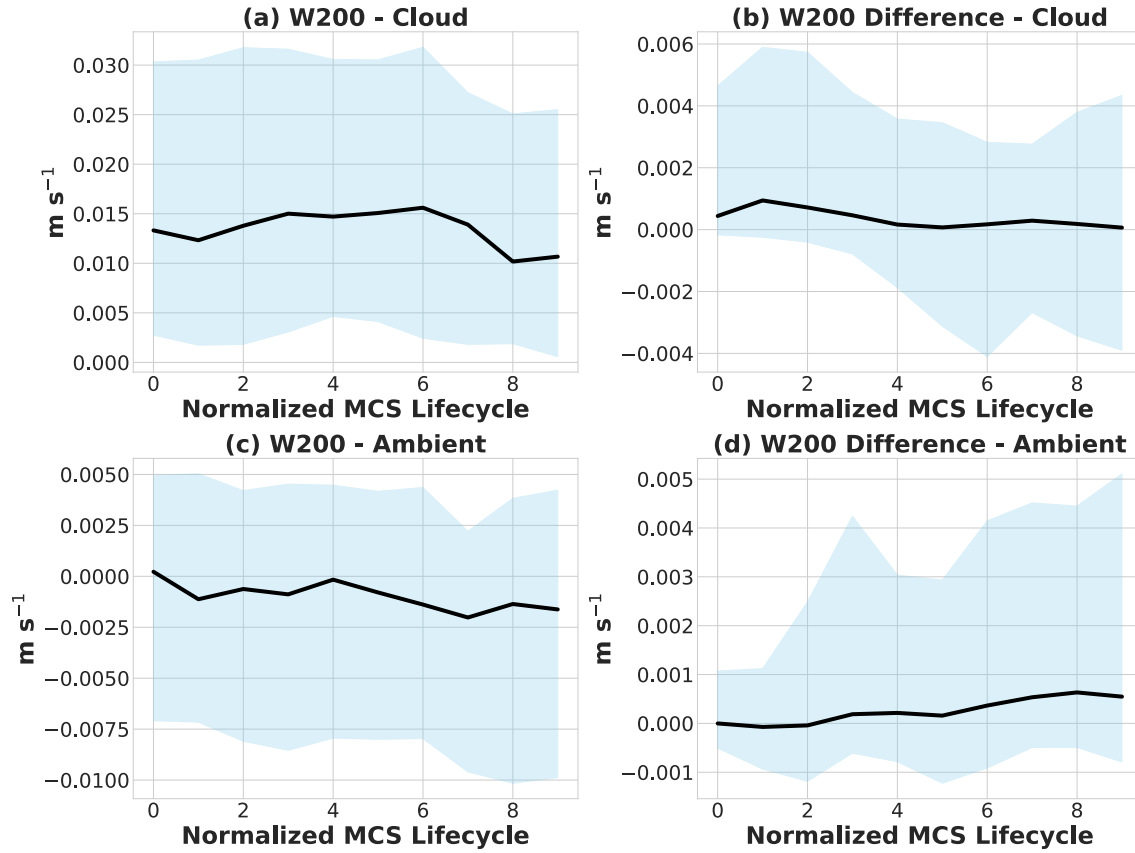 (a) W200 - Cloud
m s⁻¹
0.030
0.025
0.020
0.015
0.010
0.005
0.000
0 2 4 6 8
Normalized MCS Lifecycle
(b) W200 Difference - Cloud
m s⁻¹
0.006
0.004
0.002
0.000
−0.002
−0.004
0 2 4 6 8
Normalized MCS Lifecycle
(c) W200 - Ambient
m s⁻¹
0.0050
0.0025
0.0000
−0.0025
−0.0050
−0.0075
−0.0100
0 2 4 6 8
Normalized MCS Lifecycle
(d) W200 Difference - Ambient
m s⁻¹
0.005
0.004
0.003
0.002
0.001
0.000
−0.001
0 2 4 6 8
Normalized MCS Lifecycle